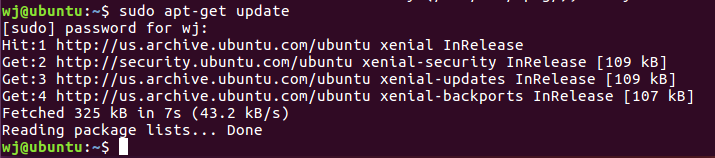 wj@ubuntu:~$ sudo apt-get update
[sudo] password for wj:
Hit:1 http://us.archive.ubuntu.com/ubuntu xenial InRelease
Get:2 http://security.ubuntu.com/ubuntu xenial-security InRelease [109 kB]
Get:3 http://us.archive.ubuntu.com/ubuntu xenial-updates InRelease [109 kB]
Get:4 http://us.archive.ubuntu.com/ubuntu xenial-backports InRelease [107 kB]
Fetched 325 kB in 7s (43.2 kB/s)
Reading package lists... Done
wj@ubuntu:~$